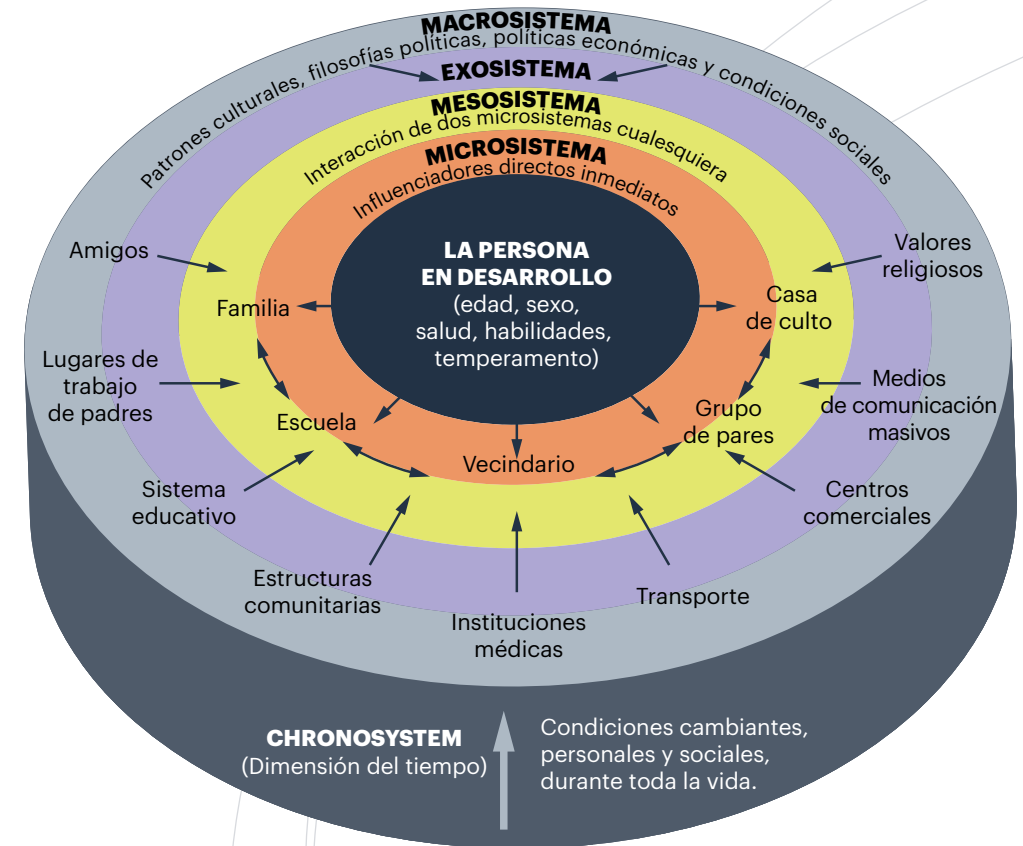 MACROSISTEMA
Patrones culturales, filosofías políticas, políticas económicas y condiciones sociales
EXOSISTEMA
MESOSISTEMA
Interacción de dos microsistemas cualesquiera
MICROSISTEMA
Influenciadores directos inmediatos
LA PERSONA
EN DESARROLLO
(edad, sexo,
salud, habilidades,
temperamento)
Amigos
Valores
religiosos
Familia
Casa
de culto
Lugares de
trabajo
de padres
Medios
de comunicación
masivos
Escuela
Grupo
de pares
Vecindario
Sistema
educativo
Centros
comerciales
Estructuras
comunitarias
Transporte
Instituciones
médicas
CHRONOSYSTEM
(Dimensión del tiempo)
Condiciones cambiantes,
personales y sociales,
durante toda la vida.